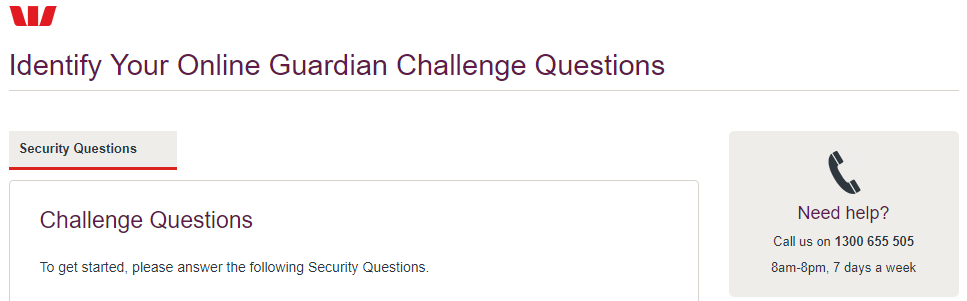 Identify Your Online Guardian Challenge Questions
Security Questions
Challenge Questions
To get started, please answer the following Security Questions.
Need help?
Call us on 1300 655 505
8am-8pm, 7 days a week